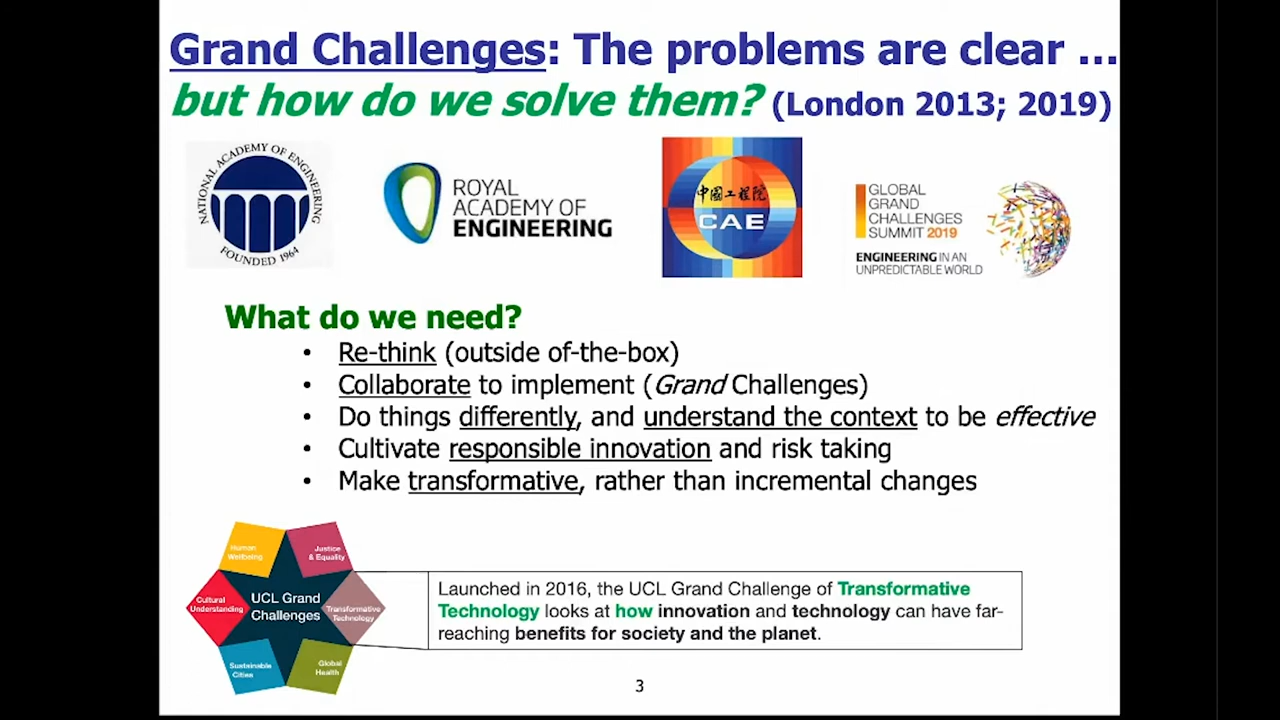 Grand Challenges: The problems are clear ...
but how do we solve them? (London 2013; 2019)
NATIONAL ACADEMY OF ENGINEERING
FOUNDED 1964
ROYAL
ACADEMY OF
ENGINEERING
中国工程院
CAE
GLOBAL
GRAND
CHALLENGES
SUMMIT 2019
ENGINEERING IN AN
UNPREDICTABLE WORLD
What do we need?
• Re-think (outside of-the-box)
• Collaborate to implement (Grand Challenges)
• Do things differently, and understand the context to be effective
• Cultivate responsible innovation and risk taking
• Make transformative, rather than incremental changes
Human
Wellbeing
Justice
& Equality
Cultural
Understanding
UCL Grand
Challenges
Transformative
Technology
Sustainable
Cities
Global
Health
Launched in 2016, the UCL Grand Challenge of Transformative
Technology looks at how innovation and technology can have far-
reaching benefits for society and the planet.
3